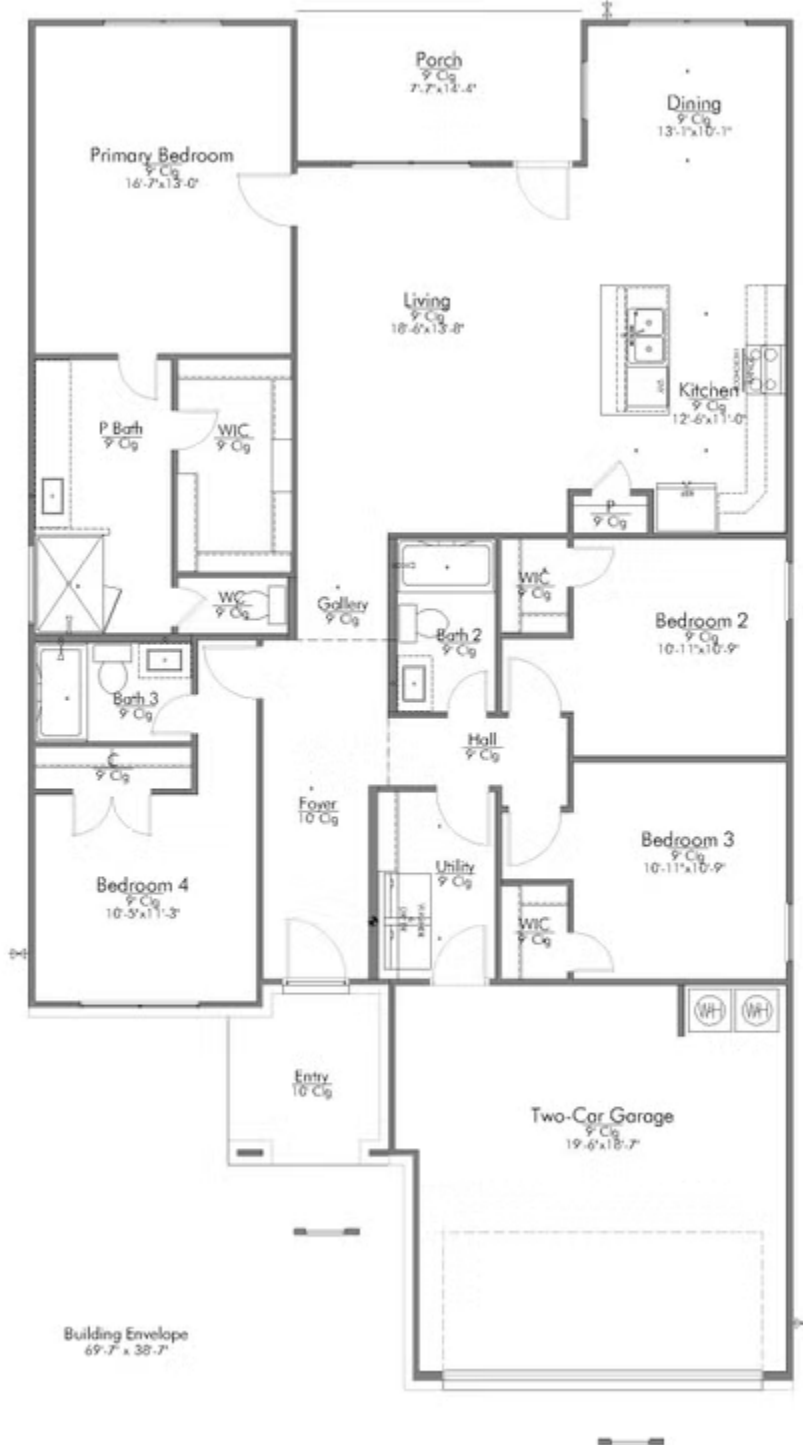 Porch
9' Clg
7'-7"x14'-4"
Dining
9' Clg
13'-1"x10'-1"
Primary Bedroom
9' Clg
16'-7"x13'-0"
Living
9' Clg
18'-6"x13'-8"
Kitchen
9' Clg
12'-6"x11'-0"
P Bath
9' Clg
WIC
9' Clg
P
9' Clg
WC
9' Clg
Gallery
9' Clg
Bath 2
9' Clg
WIC
9' Clg
Bedroom 2
9' Clg
10'-11"x10'-9"
Bath 3
9' Clg
Hall
9' Clg
C
9' Clg
Foyer
10' Clg
Bedroom 3
9' Clg
10'-11"x10'-9"
Utility
9' Clg
Bedroom 4
9' Clg
10'-5"x11'-3"
WIC
9' Clg
WH
WH
Entry
10' Clg
Two-Car Garage
9' Clg
19'-6"x18'-7"
Building Envelope
69'-7" x 38'-7"